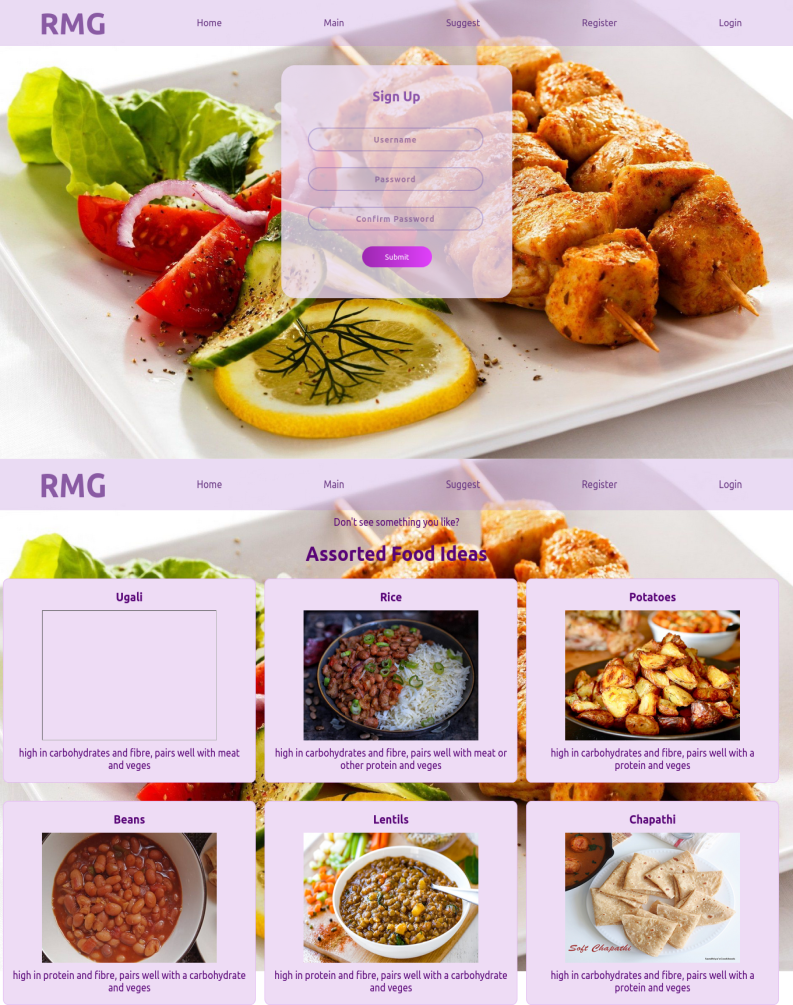 RMG
Home
Main
Suggest
Register
Login
Sign Up
Username
Password
Confirm Password
Submit
RMG
Home
Main
Suggest
Register
Login
Don't see something you like?
Assorted Food Ideas
Ugali
high in carbohydrates and fibre, pairs well with meat
and veges
Rice
high in carbohydrates and fibre, pairs well with meat or
other protein and veges
Potatoes
high in carbohydrates and fibre, pairs well with a
protein and veges
Beans
high in protein and fibre, pairs well with a carbohydrate
and veges
Lentils
high in protein and fibre, pairs well with a carbohydrate
and veges
Chapathi
Soft Chapathi
high in carbohydrates and fibre, pairs well with a
protein and veges